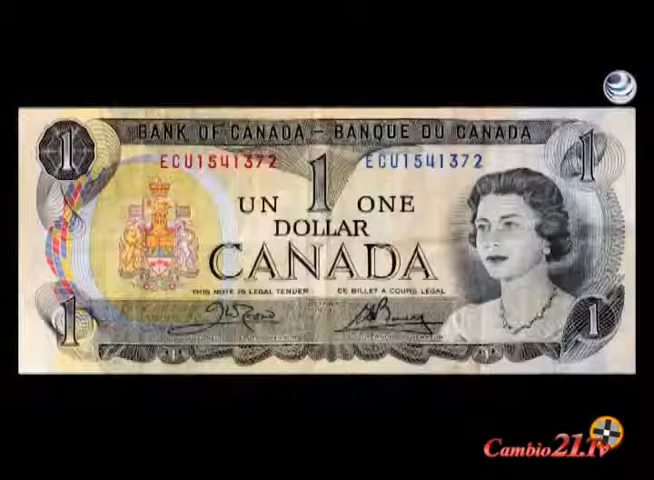 BANK OF CANADA – BANQUE DU CANADA
1 1
ECU1541372 1 ECU1541372
UN ONE
DOLLAR
CANADA
THIS NOTE IS LEGAL TENDER CE BILLET A COURS LEGAL
1 1
Cambio21.Tv